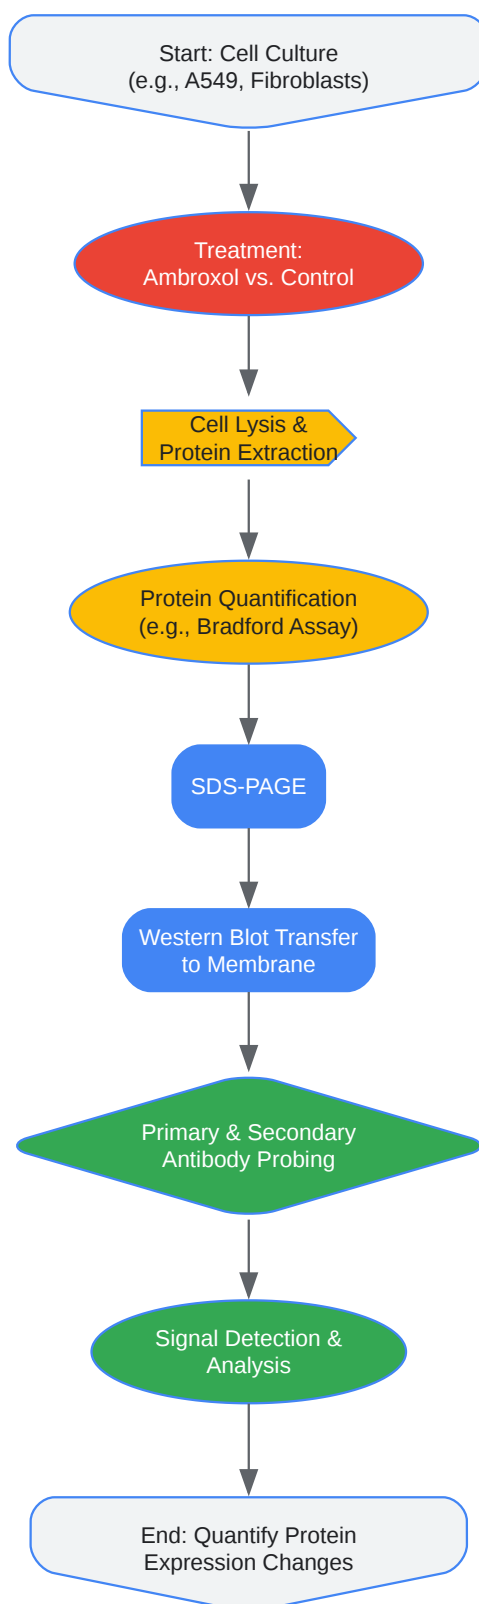 Start: Cell Culture
(e.g., A549, Fibroblasts)
Treatment:
Ambroxol vs. Control
Cell Lysis &
Protein Extraction
Protein Quantification
(e.g., Bradford Assay)
SDS-PAGE
Western Blot Transfer
to Membrane
Primary & Secondary
Antibody Probing
Signal Detection &
Analysis
End: Quantify Protein
Expression Changes